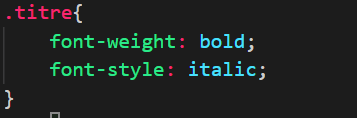 .titre{
    font-weight: bold;
    font-style: italic;
}